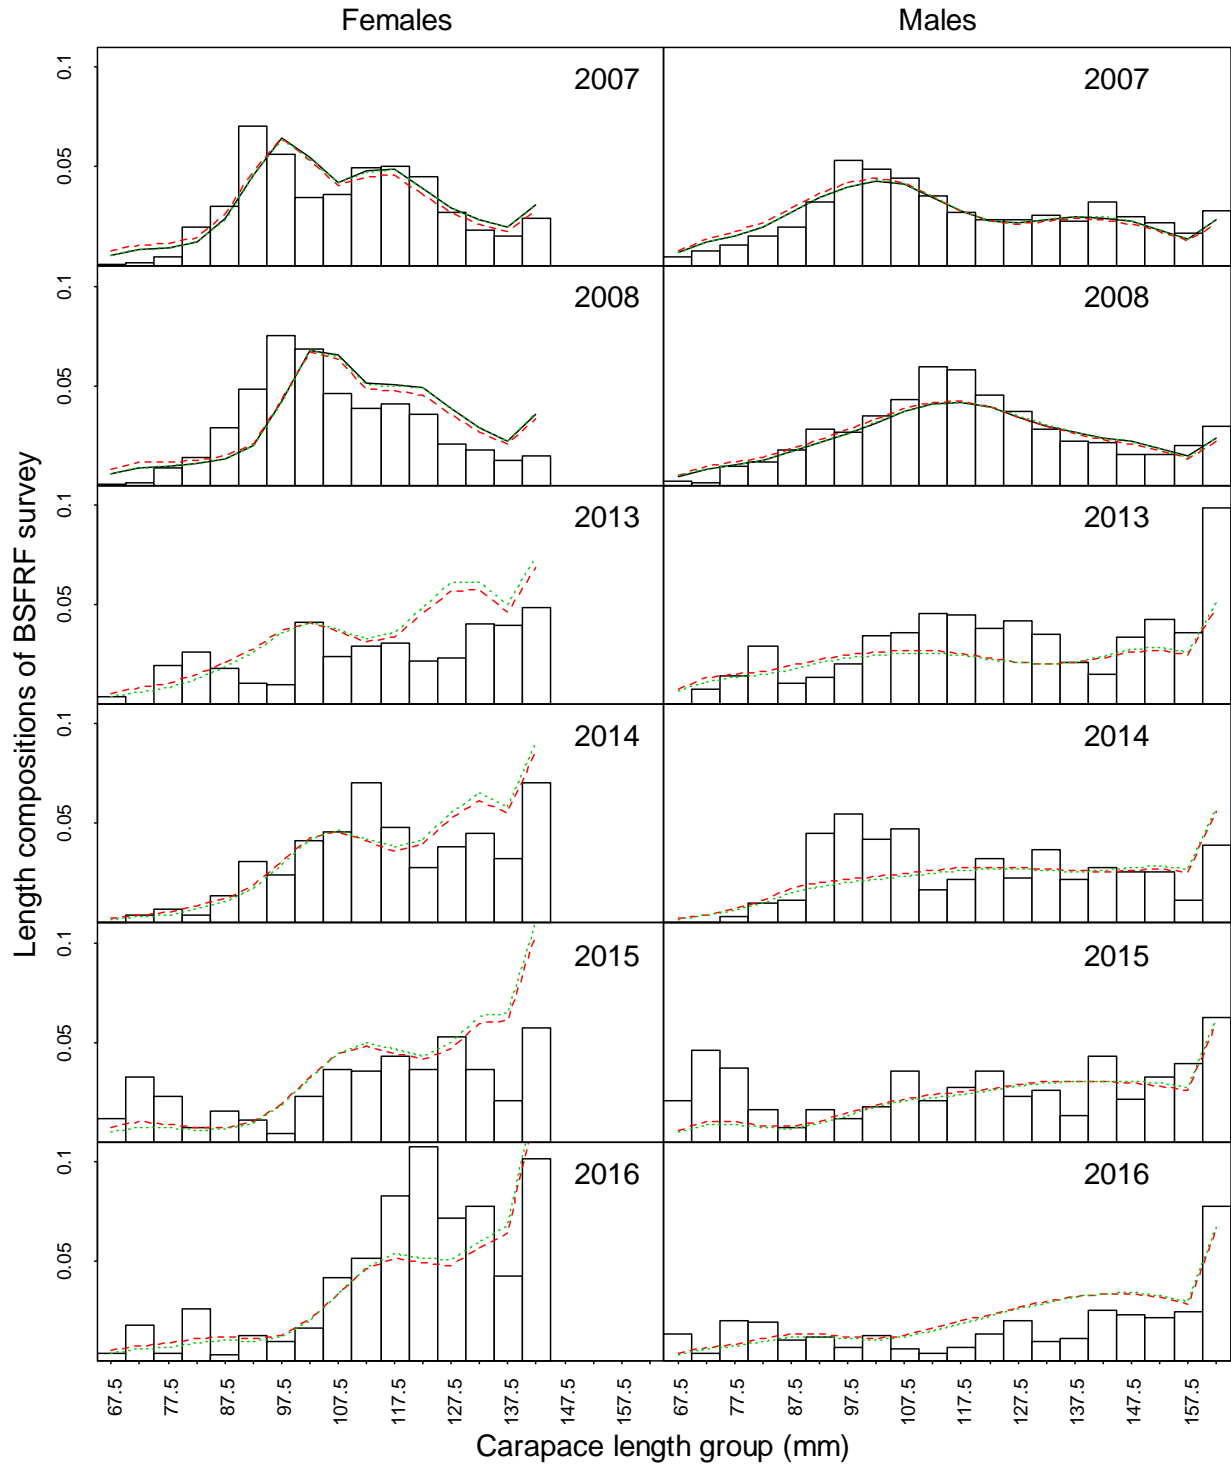 Females Males
0.1 0.05 2007 2007
0.1 0.05 2008 2008
0.1 0.05 2013 2013
0.1 0.05 2014 2014
0.1 0.05 2015 2015
0.1 0.05 2016 2016
Length compositions of BSFRF survey
67.5 77.5 87.5 97.5 107.5 117.5 127.5 137.5 147.5 157.5 67.5 77.5 87.5 97.5 107.5 117.5 127.5 137.5 147.5 157.5
Carapace length group (mm)